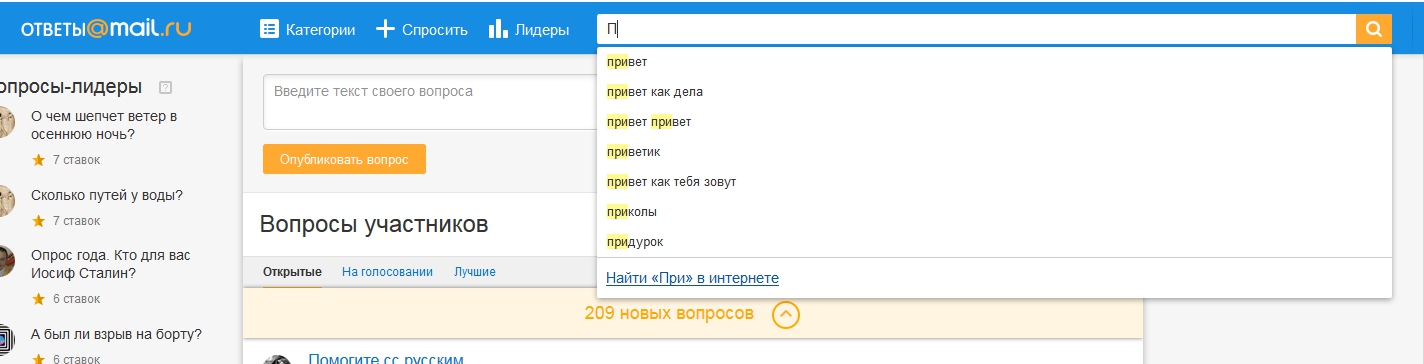 ответы@mail.ru
Категории
Спросить
Лидеры
П
привет
привет как дела
привет привет
приветик
привет как тебя зовут
приколы
придурок
Найти «При» в интернете
опросы-лидеры
?
О чем шепчет ветер в
осеннюю ночь?
7 ставок
Сколько путей у воды?
7 ставок
Опрос года. Кто для вас
Иосиф Сталин?
6 ставок
А был ли взрыв на борту?
6 ставок
Введите текст своего вопроса
Опубликовать вопрос
Вопросы участников
Открытые
На голосовании
Лучшие
209 новых вопросов
Помогите сс русским